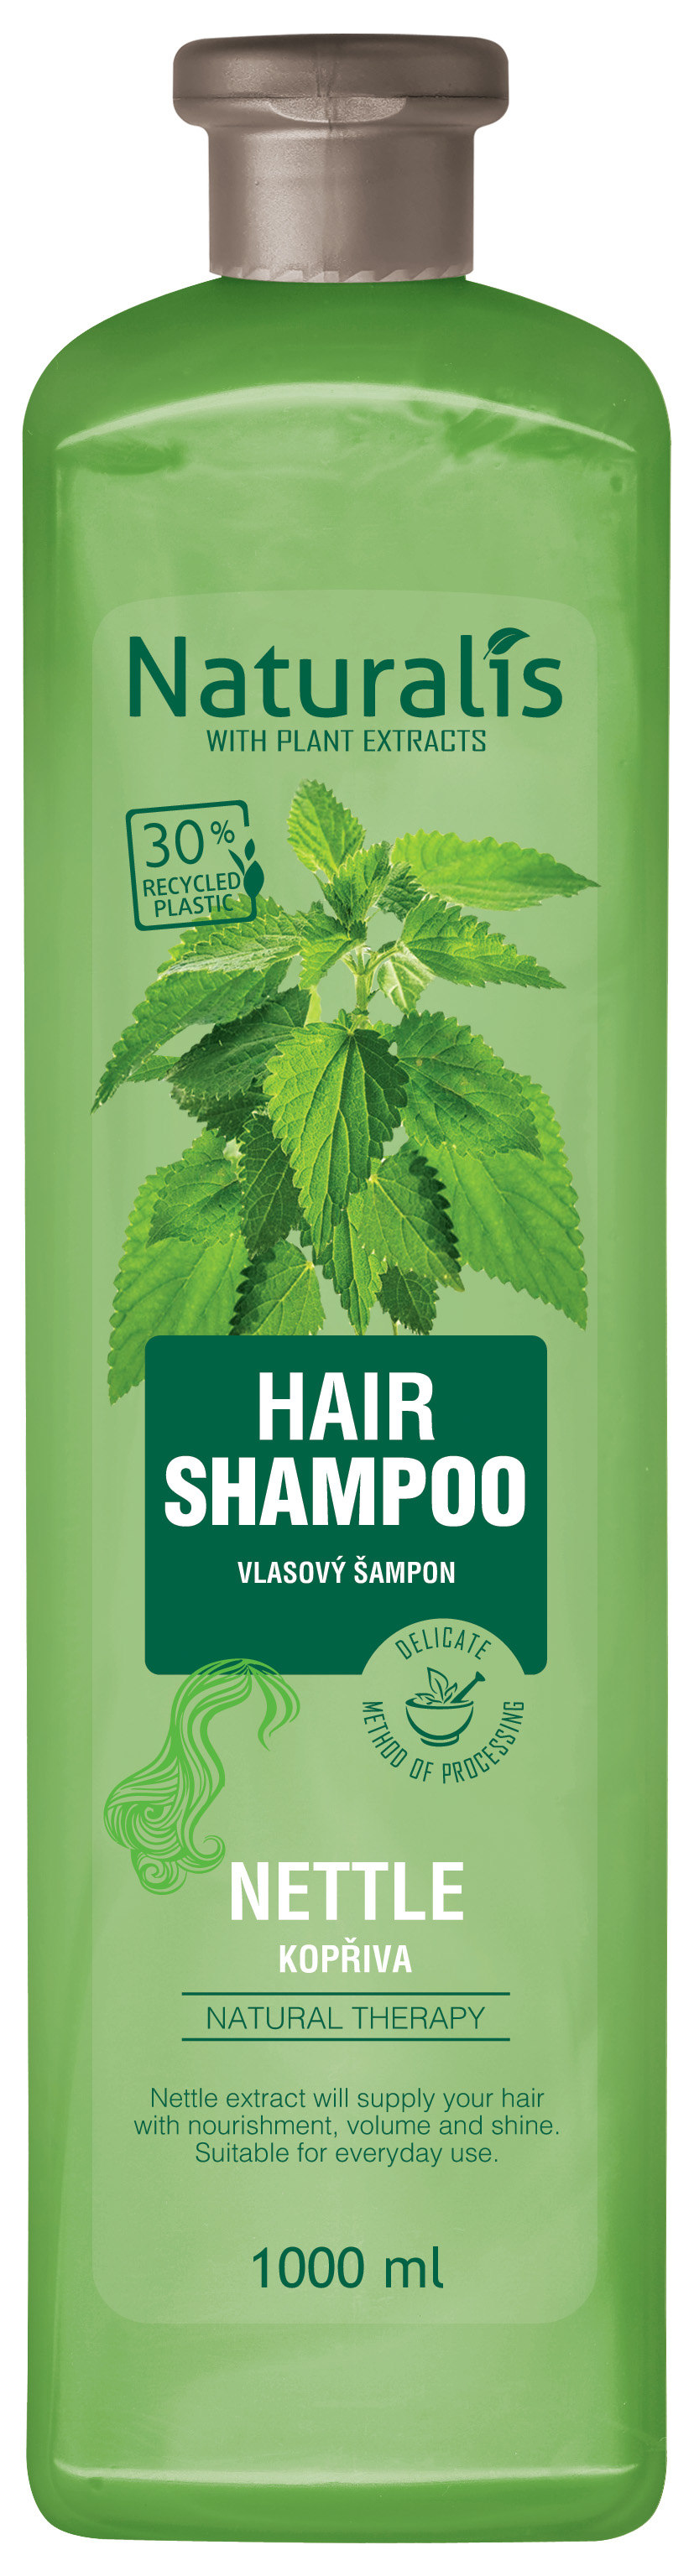 Naturalis
WITH PLANT EXTRACTS
30%
RECYCLED
PLASTIC
HAIR
SHAMPOO
VLASOVÝ ŠAMPON
DELICATE
METHOD OF PROCESSING
NETTLE
KOPŘIVA
NATURAL THERAPY
Nettle extract will supply your hair
with nourishment, volume and shine.
Suitable for everyday use.
1000 ml